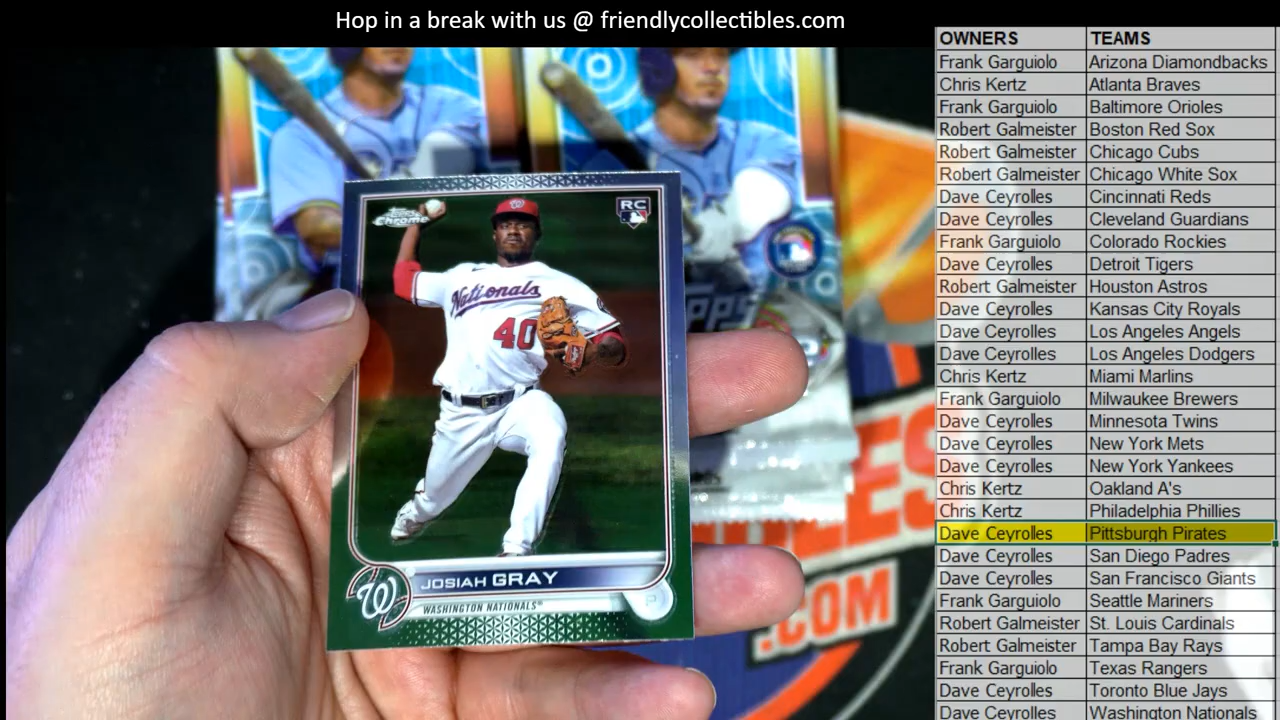 Hop in a break with us @ friendlycollectibles.com
OWNERS TEAMS
Frank Garguiolo Arizona Diamondbacks
Chris Kertz Atlanta Braves
Frank Garguiolo Baltimore Orioles
Robert Galmeister Boston Red Sox
Robert Galmeister Chicago Cubs
Robert Galmeister Chicago White Sox
Dave Ceyrolles Cincinnati Reds
Dave Ceyrolles Cleveland Guardians
Frank Garguiolo Colorado Rockies
Dave Ceyrolles Detroit Tigers
Robert Galmeister Houston Astros
Dave Ceyrolles Kansas City Royals
Dave Ceyrolles Los Angeles Angels
Dave Ceyrolles Los Angeles Dodgers
Chris Kertz Miami Marlins
Frank Garguiolo Milwaukee Brewers
Dave Ceyrolles Minnesota Twins
Dave Ceyrolles New York Mets
Dave Ceyrolles New York Yankees
Chris Kertz Oakland A's
Chris Kertz Philadelphia Phillies
Dave Ceyrolles Pittsburgh Pirates
Dave Ceyrolles San Diego Padres
Dave Ceyrolles San Francisco Giants
Frank Garguiolo Seattle Mariners
Robert Galmeister St. Louis Cardinals
Robert Galmeister Tampa Bay Rays
Frank Garguiolo Texas Rangers
Dave Ceyrolles Toronto Blue Jays
Dave Ceyrolles Washington Nationals
Topps
Chrome
RC
W
Nationals
40
W
JOSIAH GRAY
WASHINGTON NATIONALS®
P
.COM